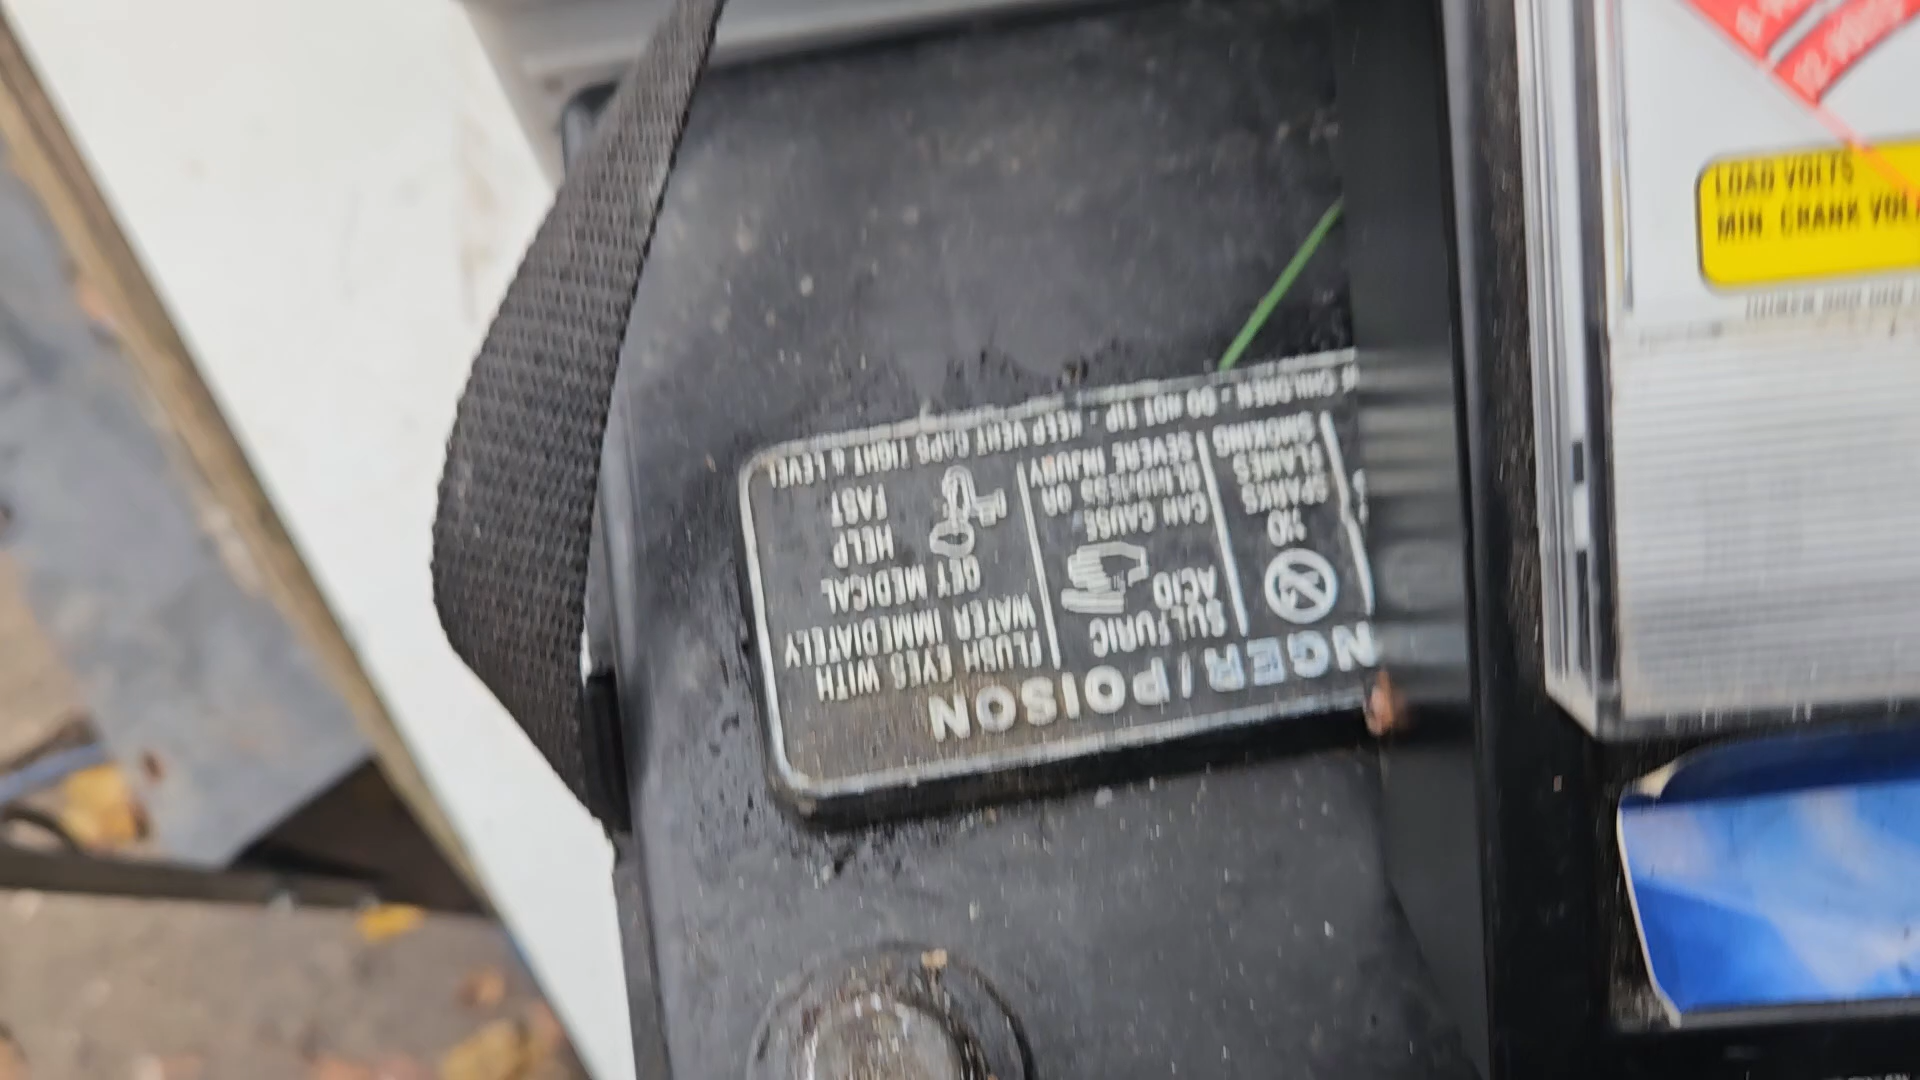 NGER / POISON
NO
SPARKS
FLAMES
SMOKING
SULFURIC
ACID
CAN CAUSE
BLINDNESS OR
SEVERE INJURY
FLUSH EYES WITH
WATER IMMEDIATELY
GET MEDICAL
HELP
FAST
CHILDREN - DO NOT TIP - KEEP VENT CAPS TIGHT & LEVEL
LOAD VOLTS
MIN CRANK